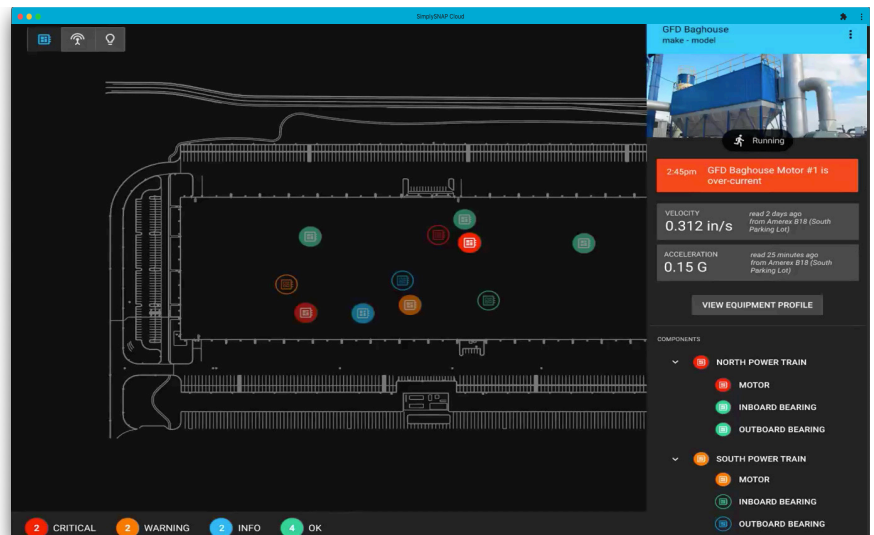 SimplySNAP Cloud
GFD Baghouse
make - model
Running
2:45pm GFD Baghouse Motor #1 is
over-current
VELOCITY
0.312 in/s
read 2 days ago
from Amerex B18 (South
Parking Lot)
ACCELERATION
0.15 G
read 25 minutes ago
from Amerex B18 (South
Parking Lot)
VIEW EQUIPMENT PROFILE
COMPONENTS
NORTH POWER TRAIN
MOTOR
INBOARD BEARING
OUTBOARD BEARING
SOUTH POWER TRAIN
MOTOR
INBOARD BEARING
OUTBOARD BEARING
2 CRITICAL 2 WARNING 2 INFO 4 OK